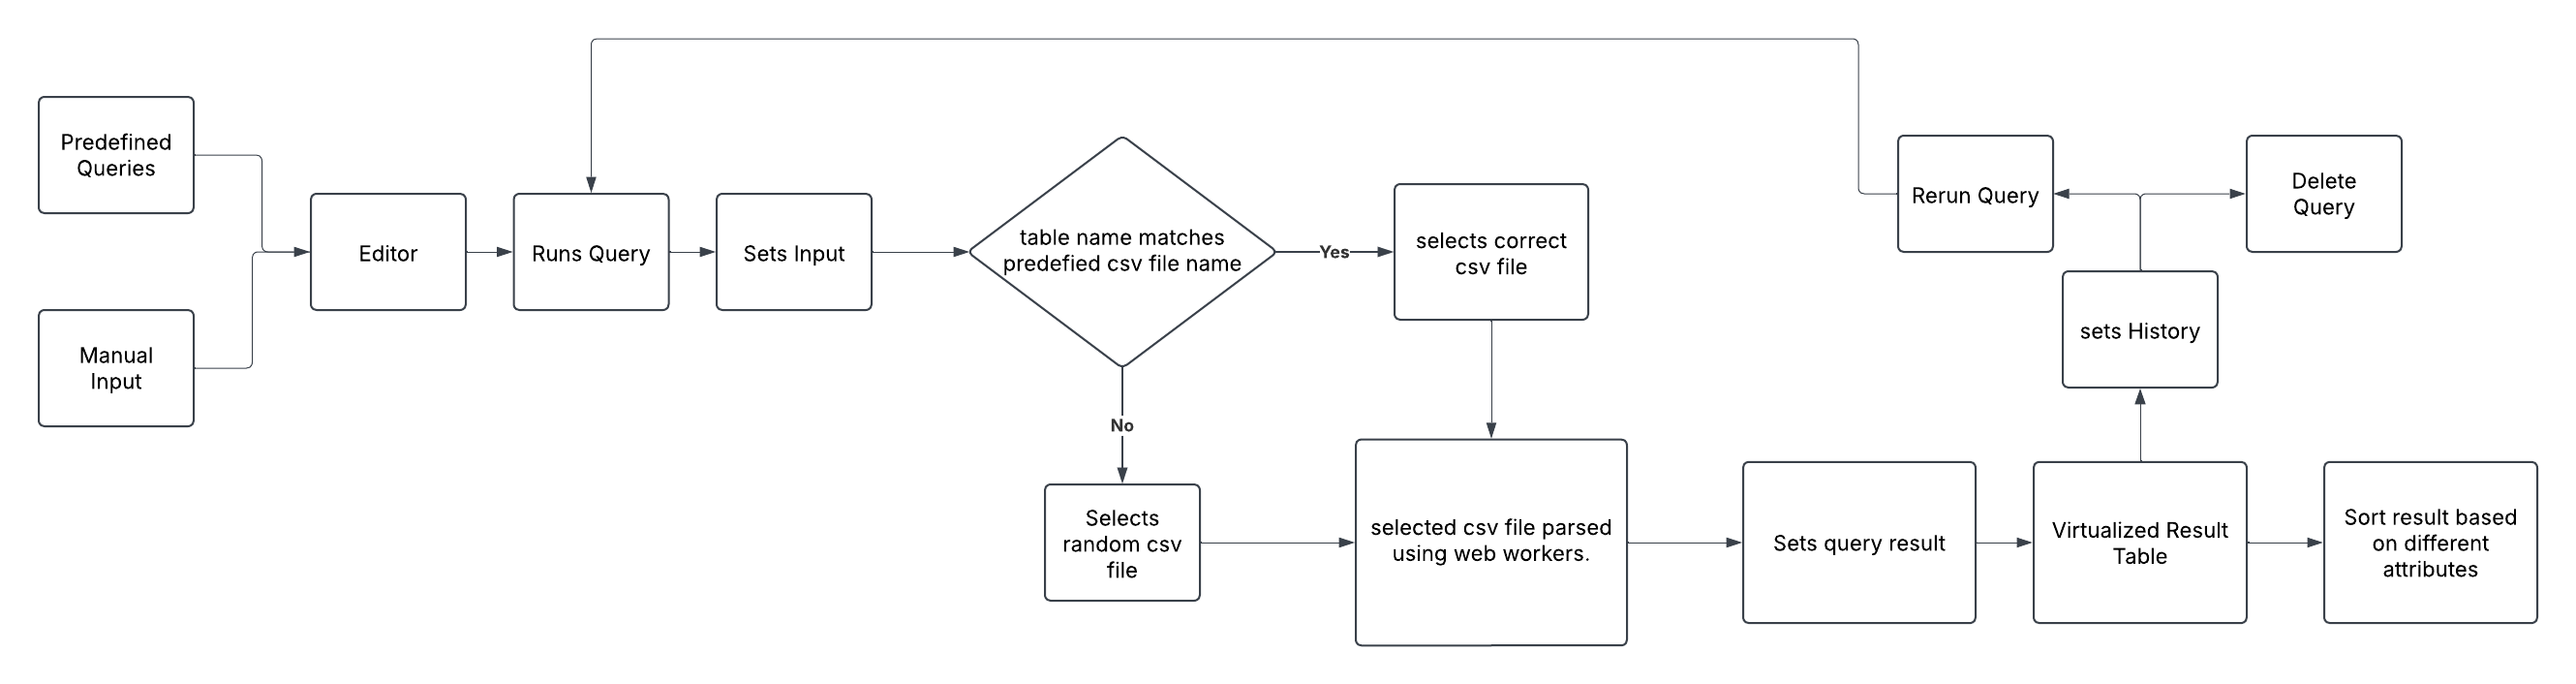 Predefined
Queries
Manual
Input
Editor
Runs Query
Sets Input
table name matches
predefied csv file name
Yes
No
selects correct
csv file
Selects
random csv
file
selected csv file parsed
using web workers.
Sets query result
Virtualized Result
Table
Sort result based
on different
attributes
sets History
Rerun Query
Delete
Query